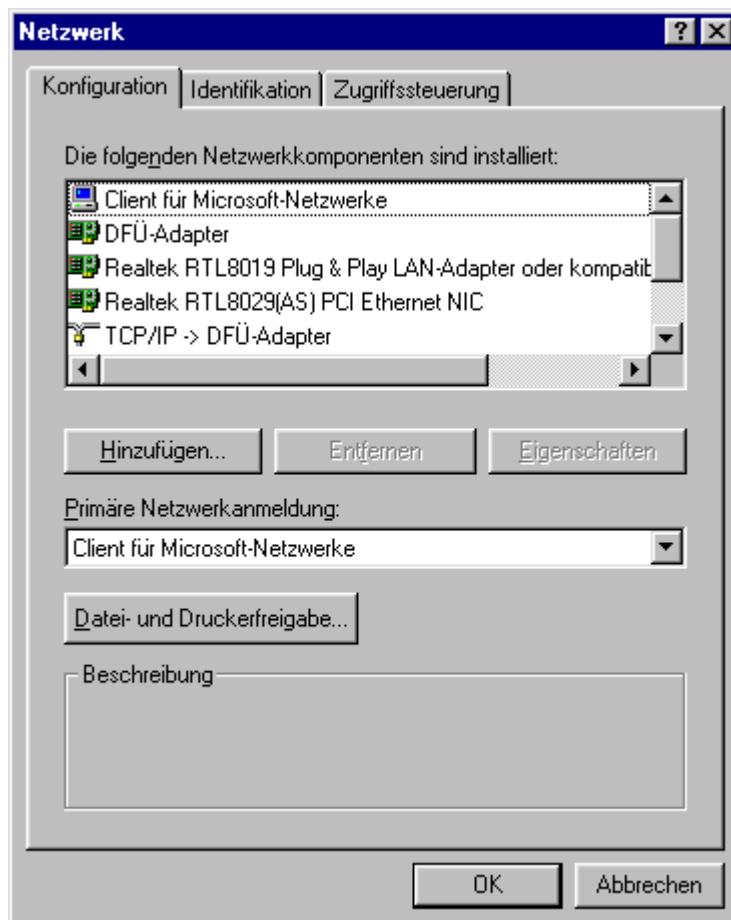 Netzwerk
Konfiguration Identifikation Zugriffssteuerung
Die folgenden Netzwerkkomponenten sind installiert:
Client für Microsoft-Netzwerke
DFÜ-Adapter
Realtek RTL8019 Plug & Play LAN-Adapter oder kompatib
Realtek RTL8029(AS) PCI Ethernet NIC
TCP/IP -> DFÜ-Adapter
Hinzufügen... Entfernen Eigenschaften
Primäre Netzwerkanmeldung:
Client für Microsoft-Netzwerke
Datei- und Druckerfreigabe...
Beschreibung
OK Abbrechen